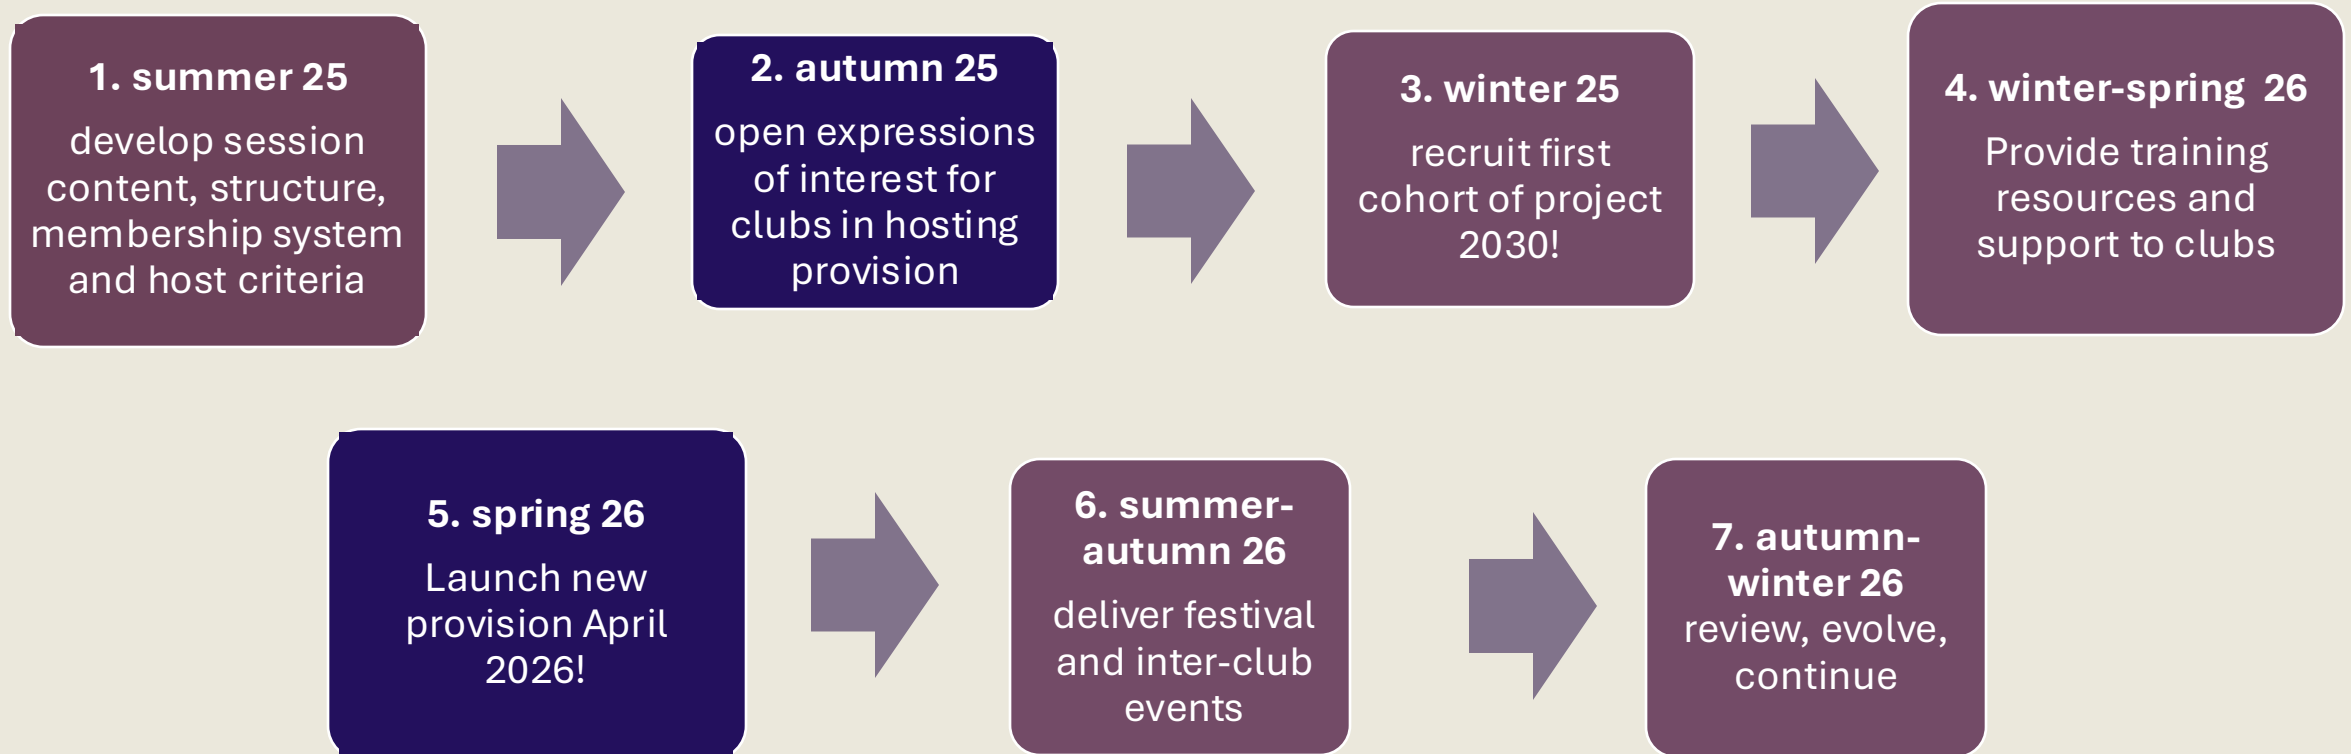 1. summer 25
develop session
content, structure,
membership system
and host criteria
2. autumn 25
open expressions
of interest for
clubs in hosting
provision
3. winter 25
recruit first
cohort of project
2030!
4. winter-spring  26
Provide training
resources and
support to clubs
5. spring 26
Launch new
provision April
2026!
6. summer-
autumn 26
deliver festival
and inter-club
events
7. autumn-
winter 26
review, evolve,
continue